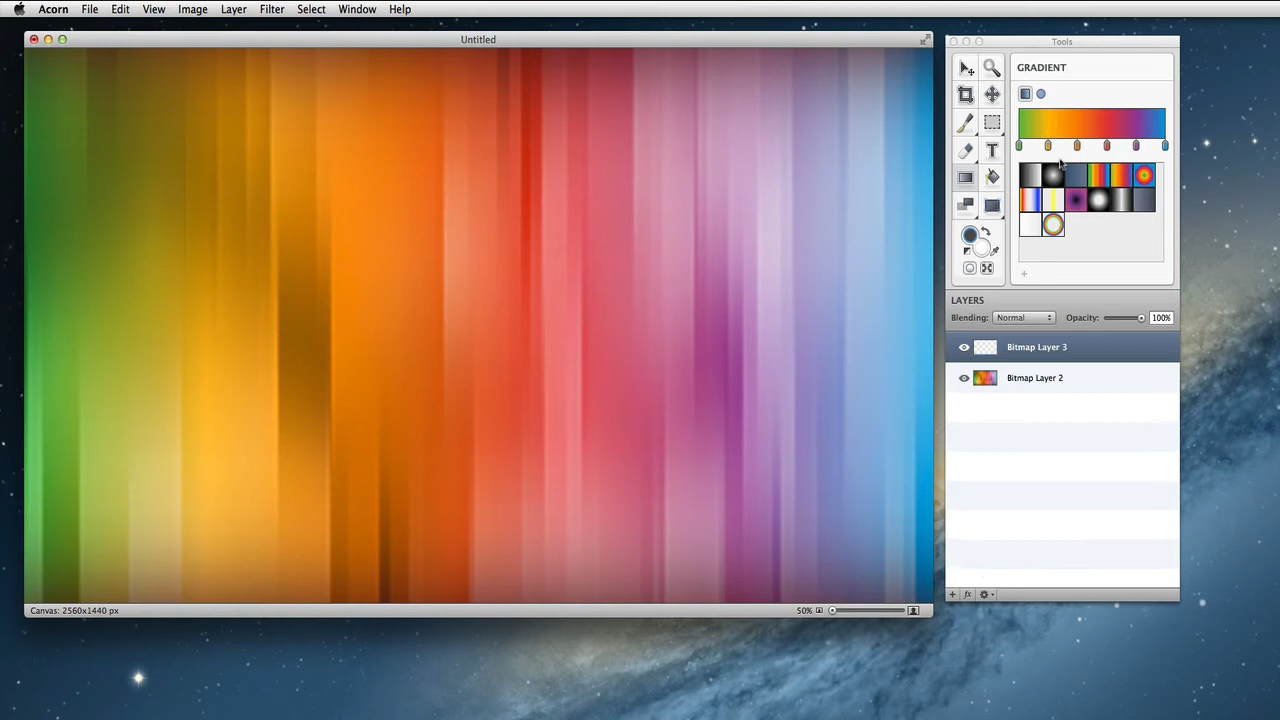 Acorn File Edit View Image Layer Filter Select Window Help
Untitled
Tools
GRADIENT
T
LAYERS
Blending: Normal Opacity: 100%
Bitmap Layer 3
Bitmap Layer 2
Canvas: 2560x1440 px
50%
+ fx